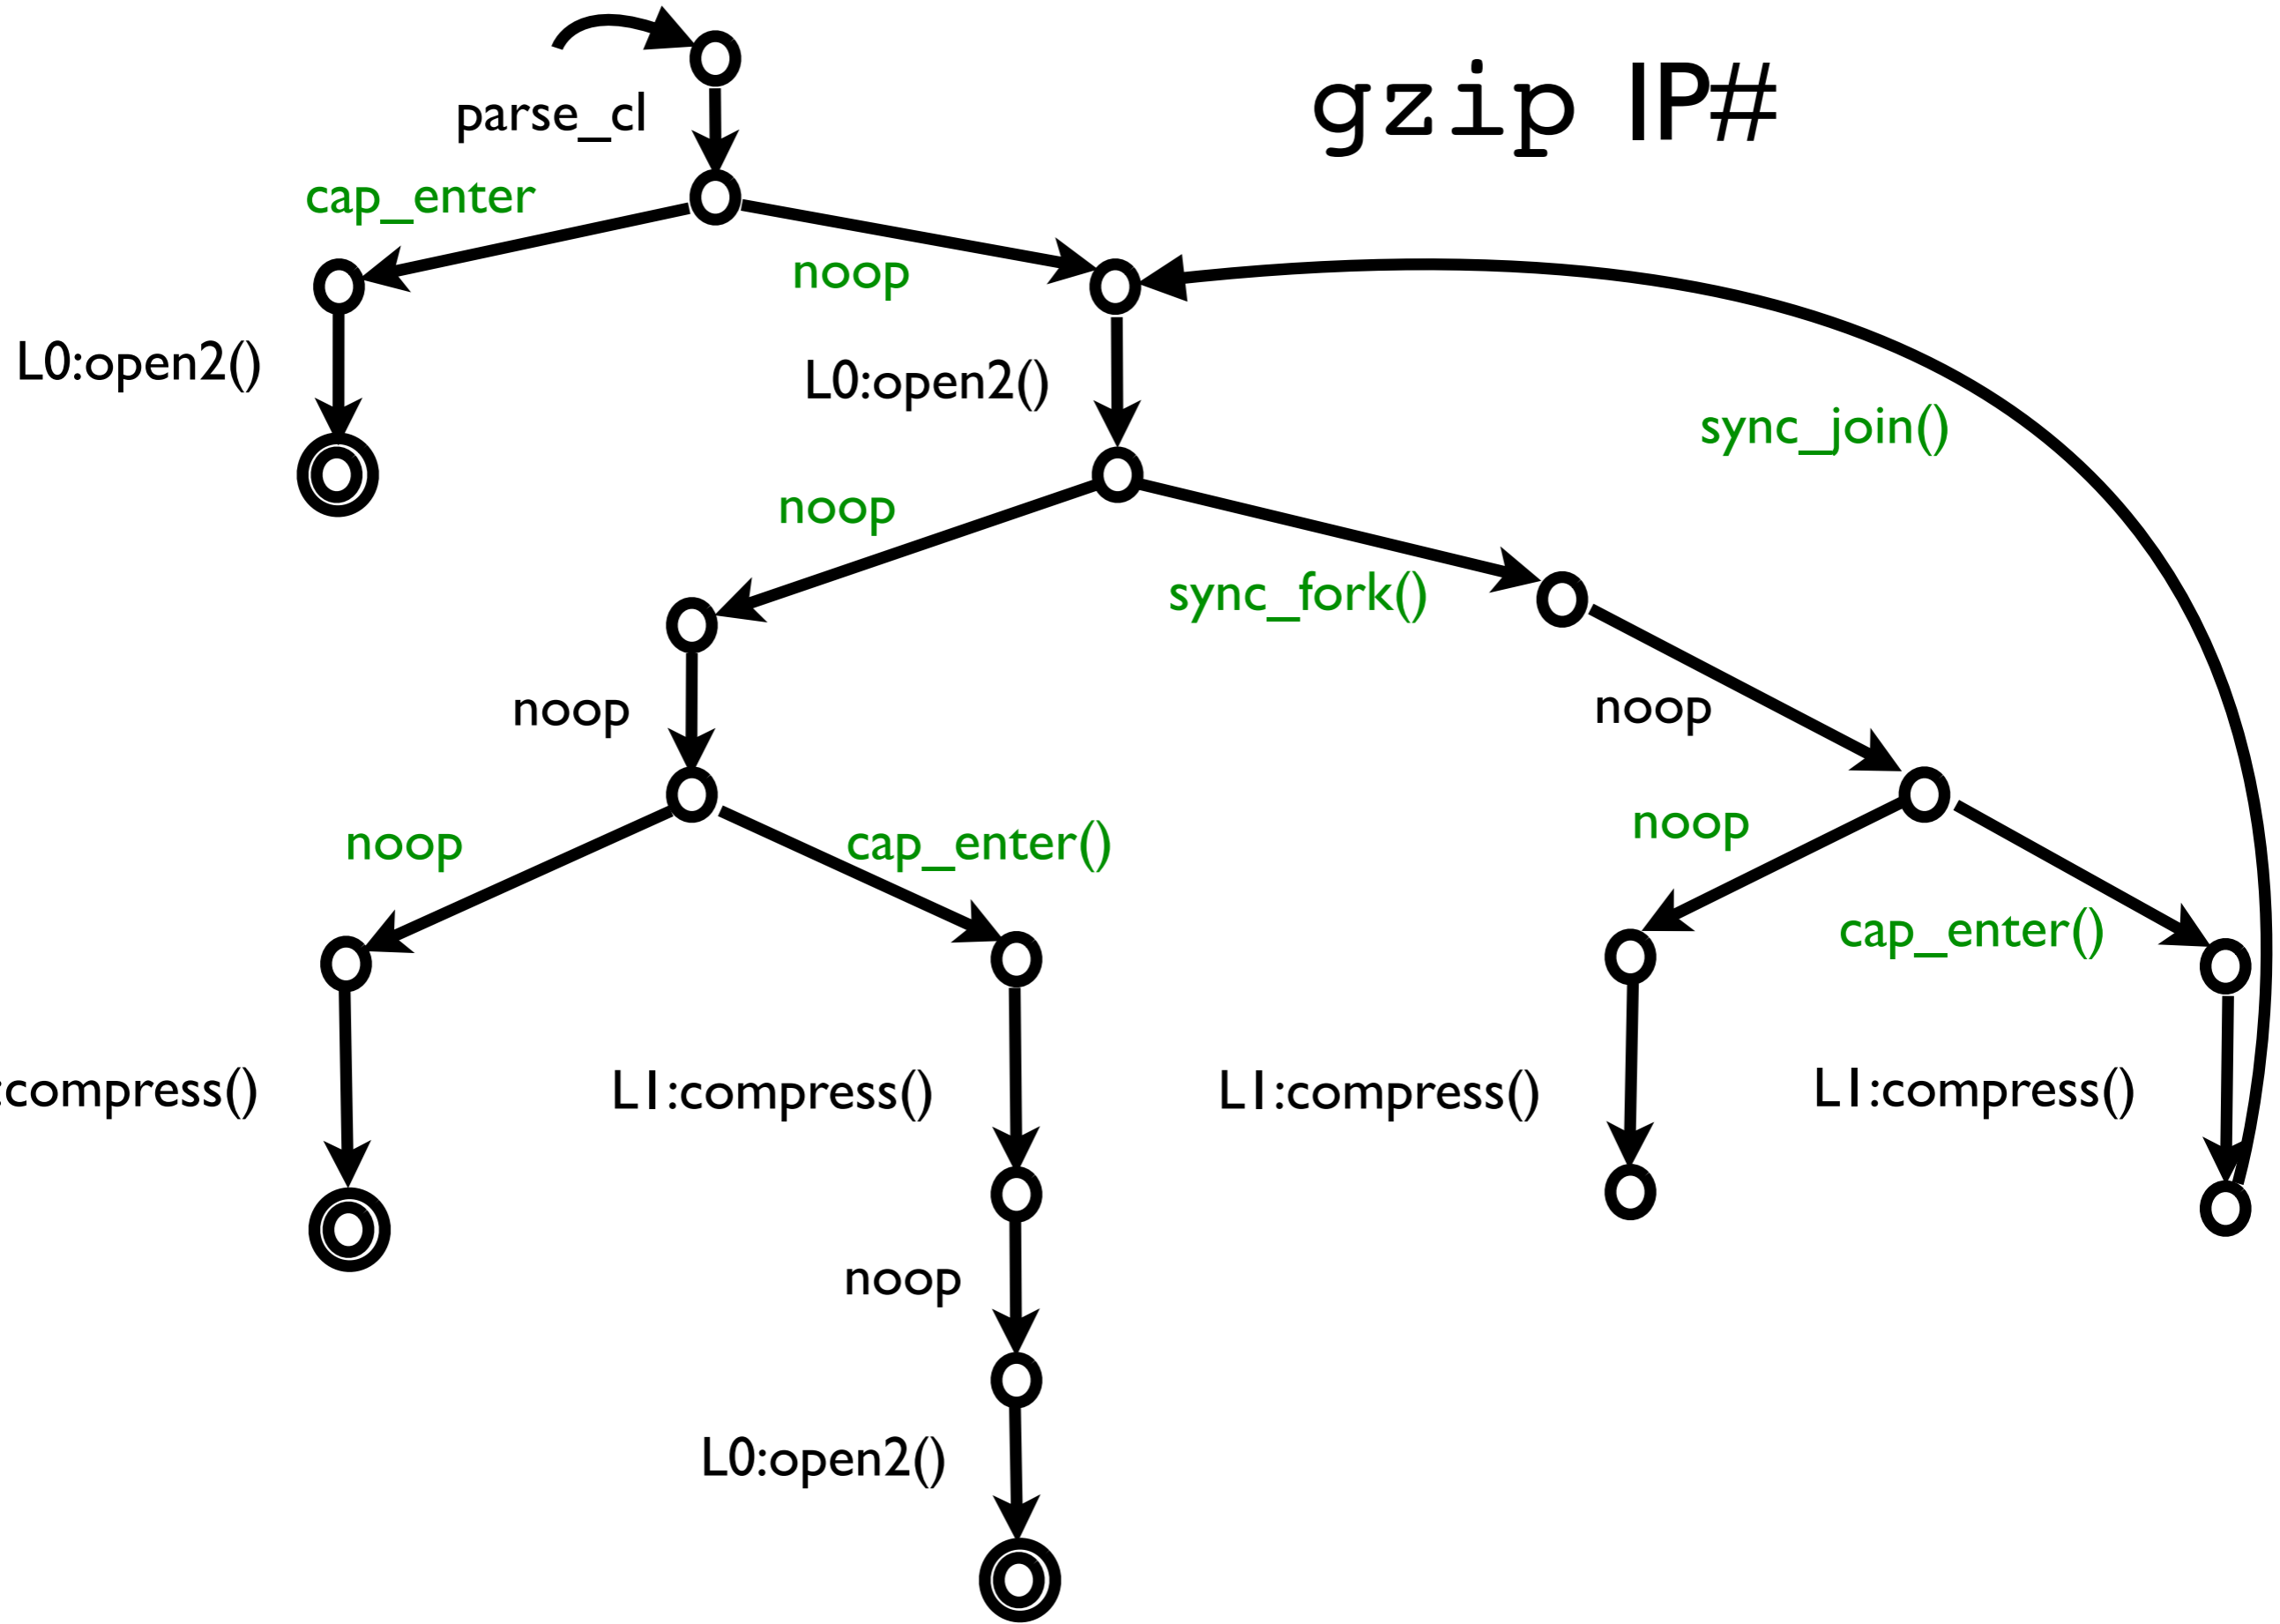 gzip IP#
parse_cl
cap_enter
noop
L0:open2()
L0:open2()
sync_join()
noop
sync_fork()
noop
noop
noop
cap_enter()
noop
cap_enter()
:compress()
L1:compress()
L1:compress()
L1:compress()
noop
L0:open2()